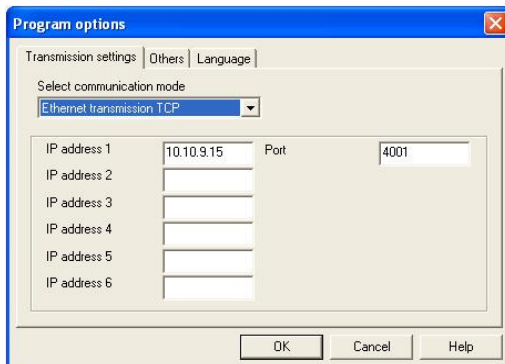 Program options
Transmission settings Others Language
Select communication mode
Ethernet transmission TCP
IP address 1 10.10.9.15 Port 4001
IP address 2
IP address 3
IP address 4
IP address 5
IP address 6
OK Cancel Help